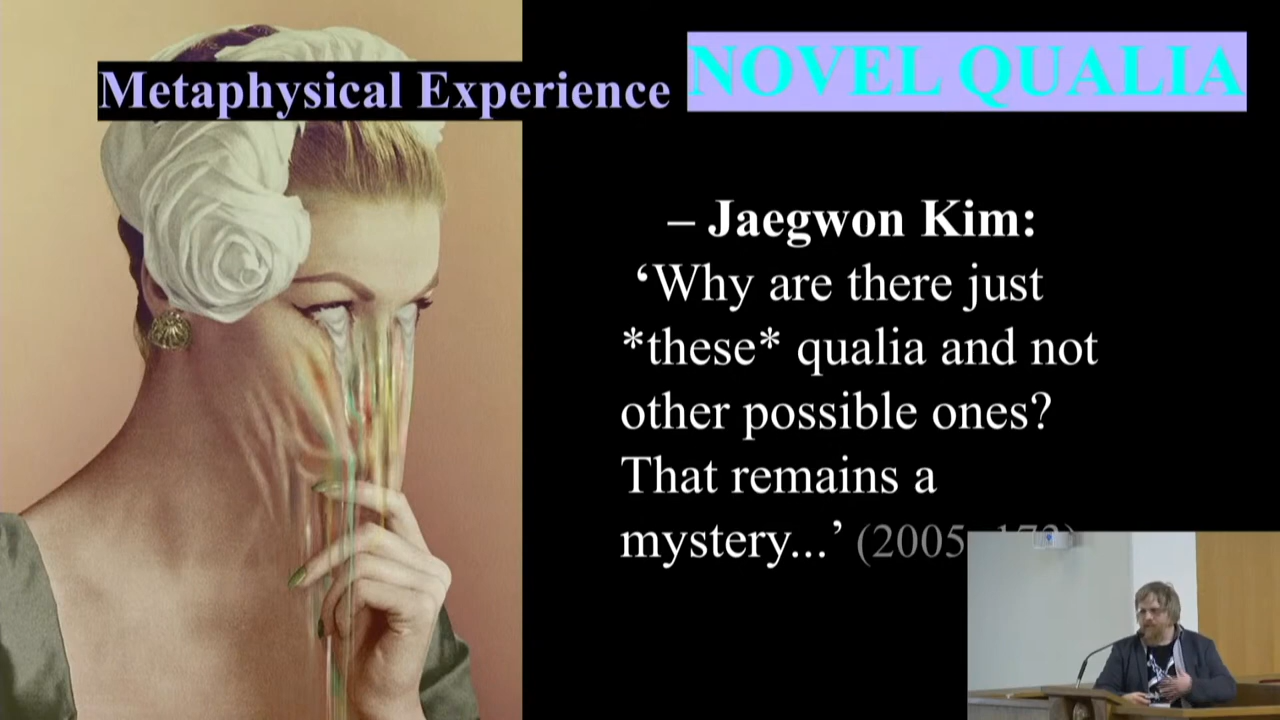 Metaphysical Experience
NOVEL QUALIA
– Jaegwon Kim:
‘Why are there just
*these* qualia and not
other possible ones?
That remains a
mystery...’ (2005